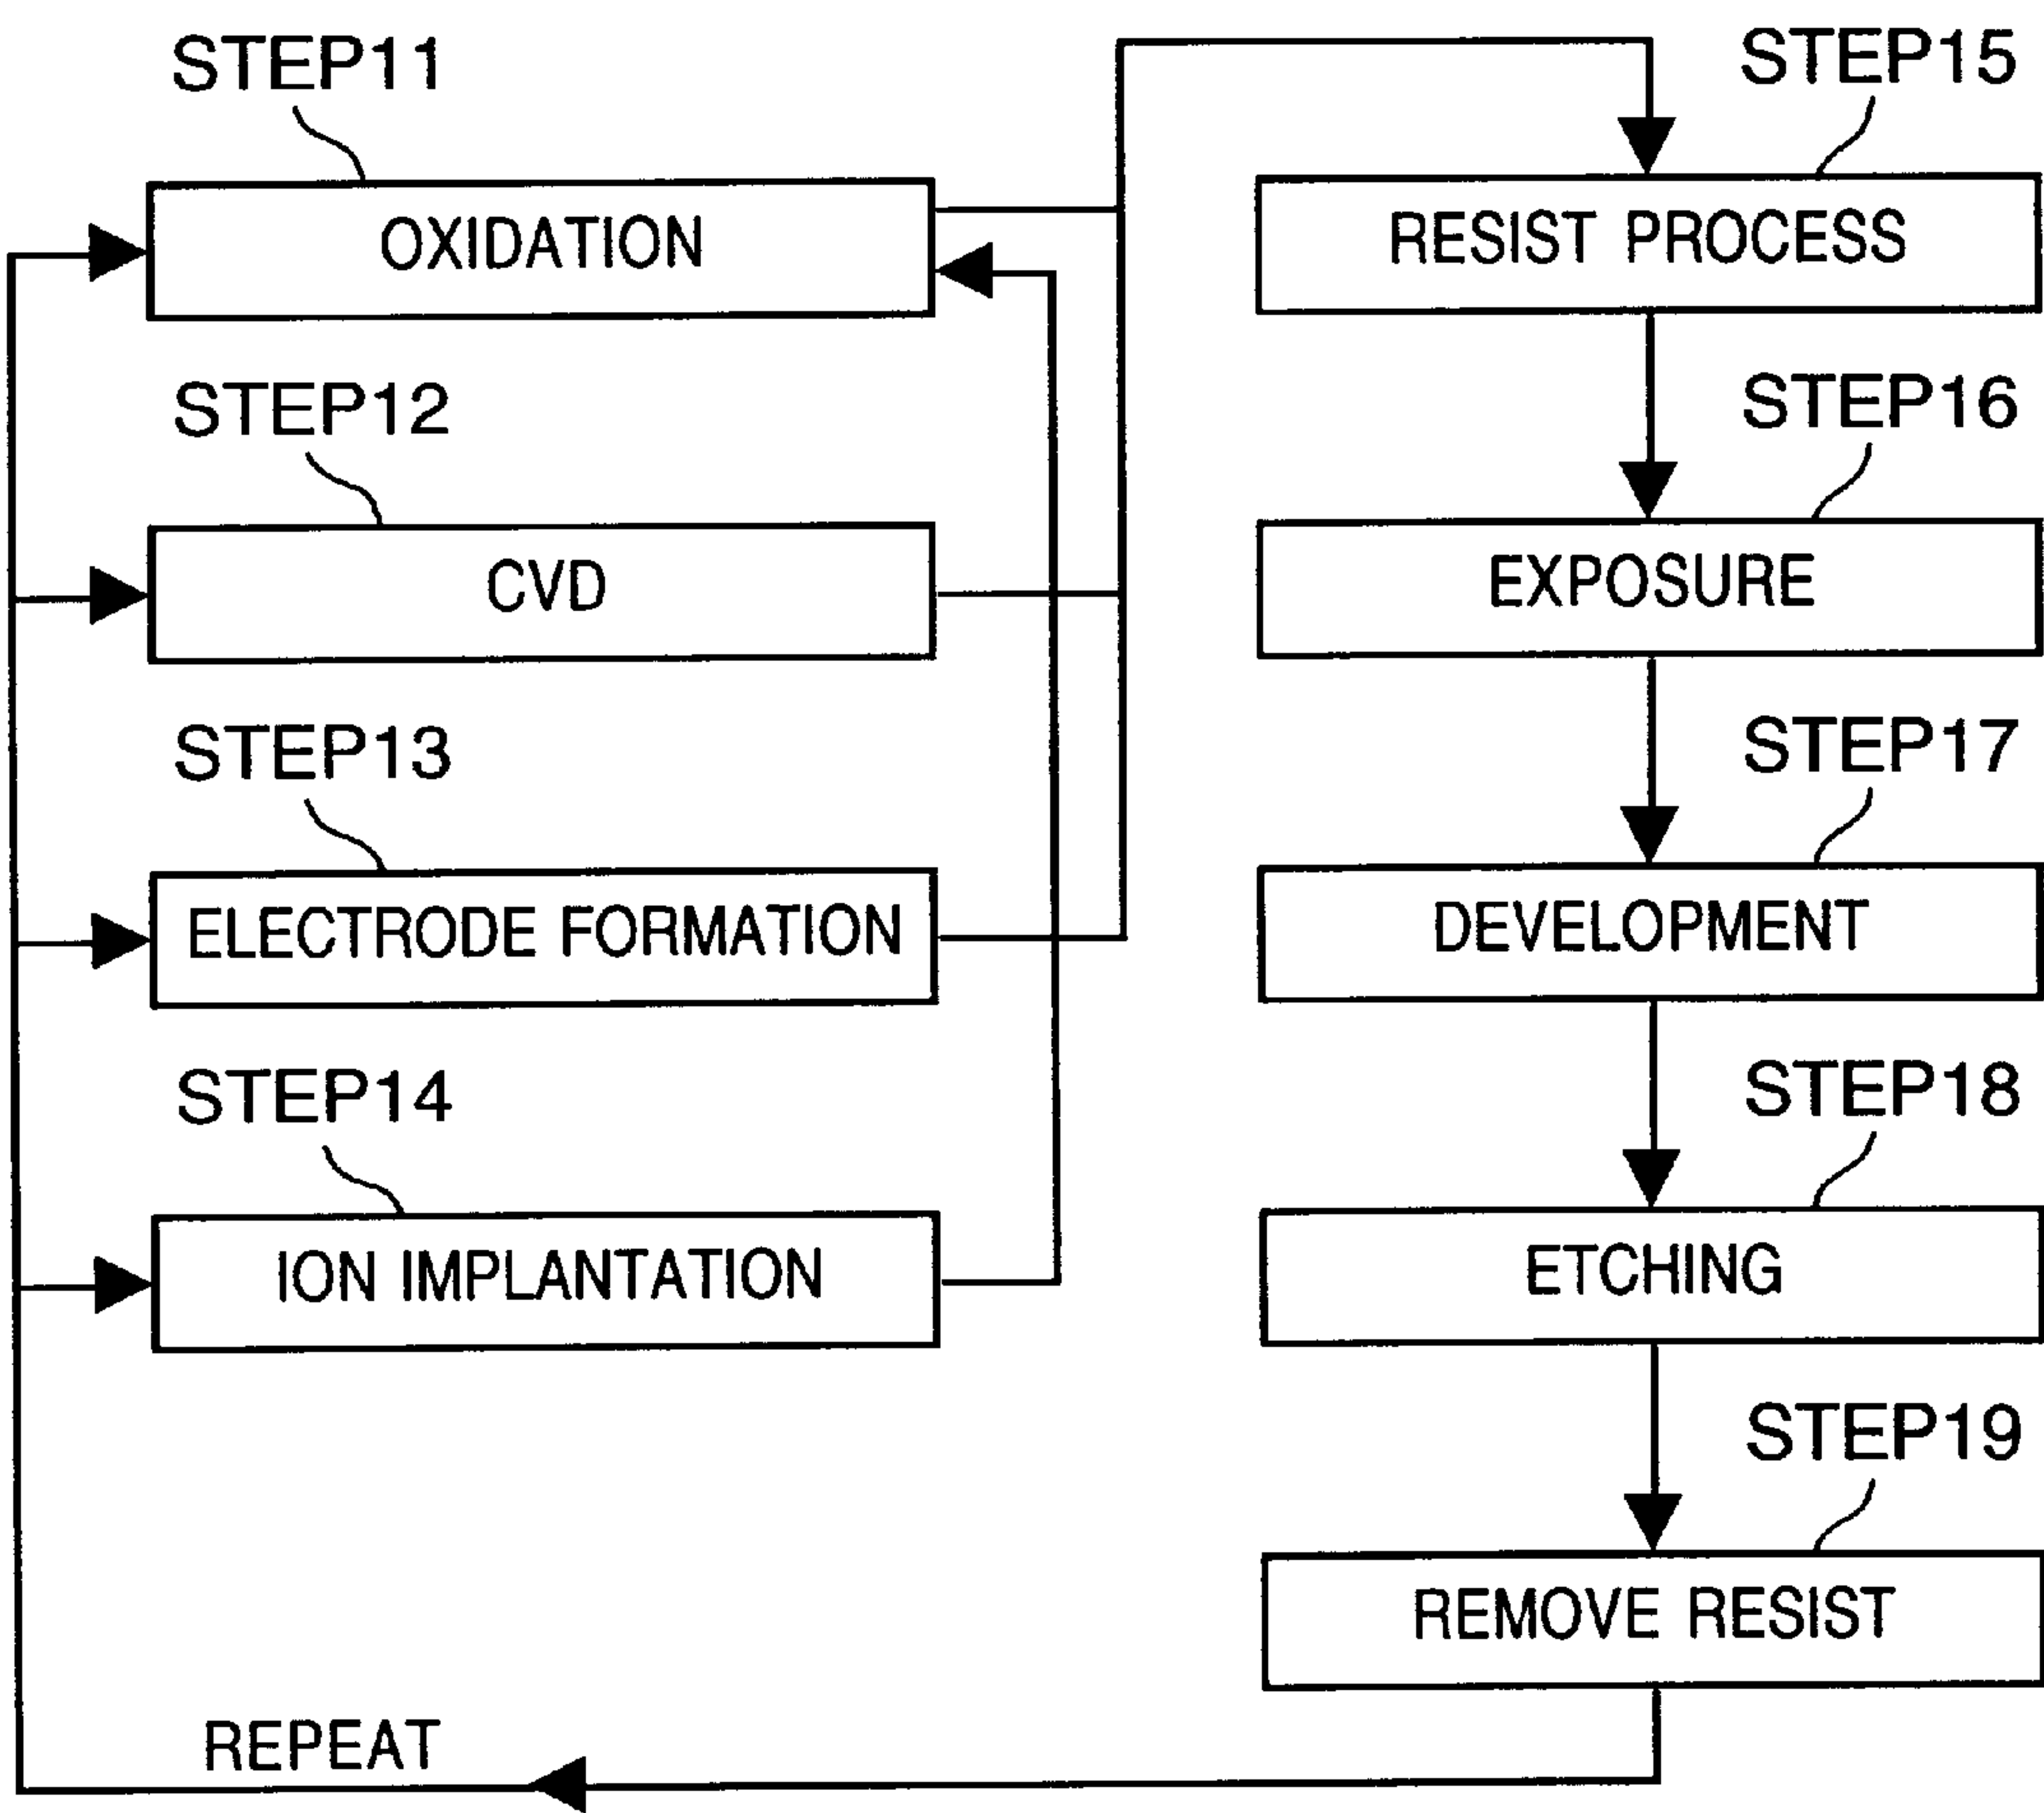 STEP11
OXIDATION
STEP12
CVD
STEP13
ELECTRODE FORMATION
STEP14
ION IMPLANTATION
STEP15
RESIST PROCESS
STEP16
EXPOSURE
STEP17
DEVELOPMENT
STEP18
ETCHING
STEP19
REMOVE RESIST
REPEAT